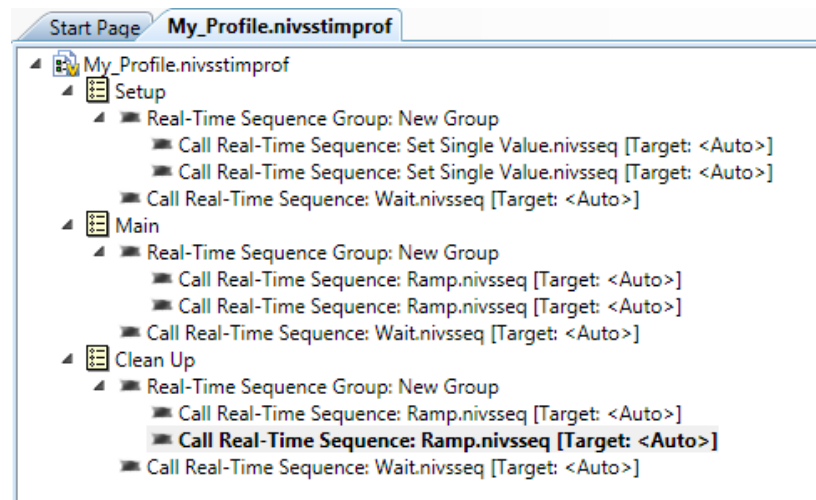 Start Page My_Profile.nivsstimprof
My_Profile.nivsstimprof
Setup
Real-Time Sequence Group: New Group
Call Real-Time Sequence: Set Single Value.nivsseq [Target: <Auto>]
Call Real-Time Sequence: Set Single Value.nivsseq [Target: <Auto>]
Call Real-Time Sequence: Wait.nivsseq [Target: <Auto>]
Main
Real-Time Sequence Group: New Group
Call Real-Time Sequence: Ramp.nivsseq [Target: <Auto>]
Call Real-Time Sequence: Ramp.nivsseq [Target: <Auto>]
Call Real-Time Sequence: Wait.nivsseq [Target: <Auto>]
Clean Up
Real-Time Sequence Group: New Group
Call Real-Time Sequence: Ramp.nivsseq [Target: <Auto>]
Call Real-Time Sequence: Ramp.nivsseq [Target: <Auto>]
Call Real-Time Sequence: Wait.nivsseq [Target: <Auto>]